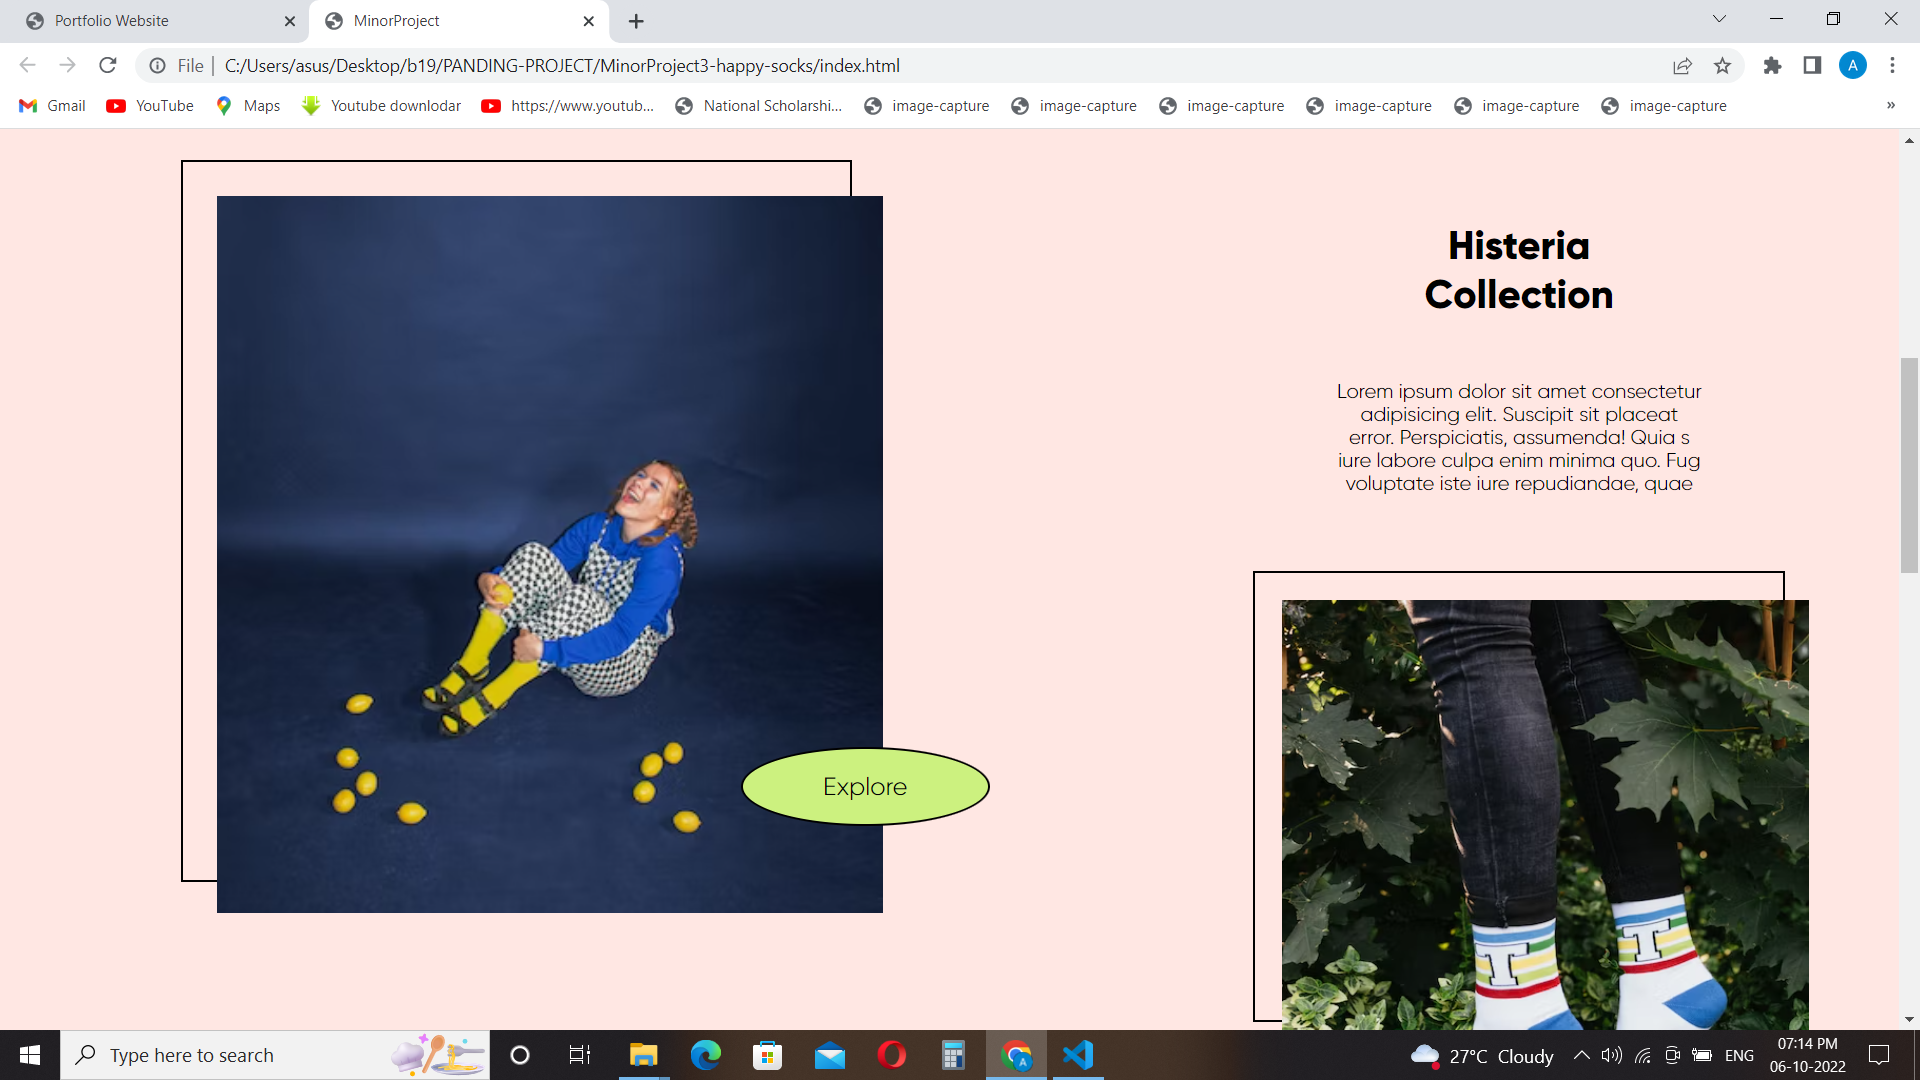 Portfolio Website
MinorProject
File
C:/Users/asus/Desktop/b19/PANDING-PROJECT/MinorProject3-happy-socks/index.html
A
Gmail
YouTube
Maps
Youtube downlodar
https://www.youtub...
National Scholarshi...
image-capture
image-capture
image-capture
image-capture
image-capture
image-capture
»
Histeria
Collection
Lorem ipsum dolor sit amet consectetur
adipisicing elit. Suscipit sit placeat
error. Perspiciatis, assumenda! Quia s
iure labore culpa enim minima quo. Fug
voluptate iste iure repudiandae, quae
Explore
I
I
Type here to search
A
27°C Cloudy
ENG
07:14 PM
06-10-2022